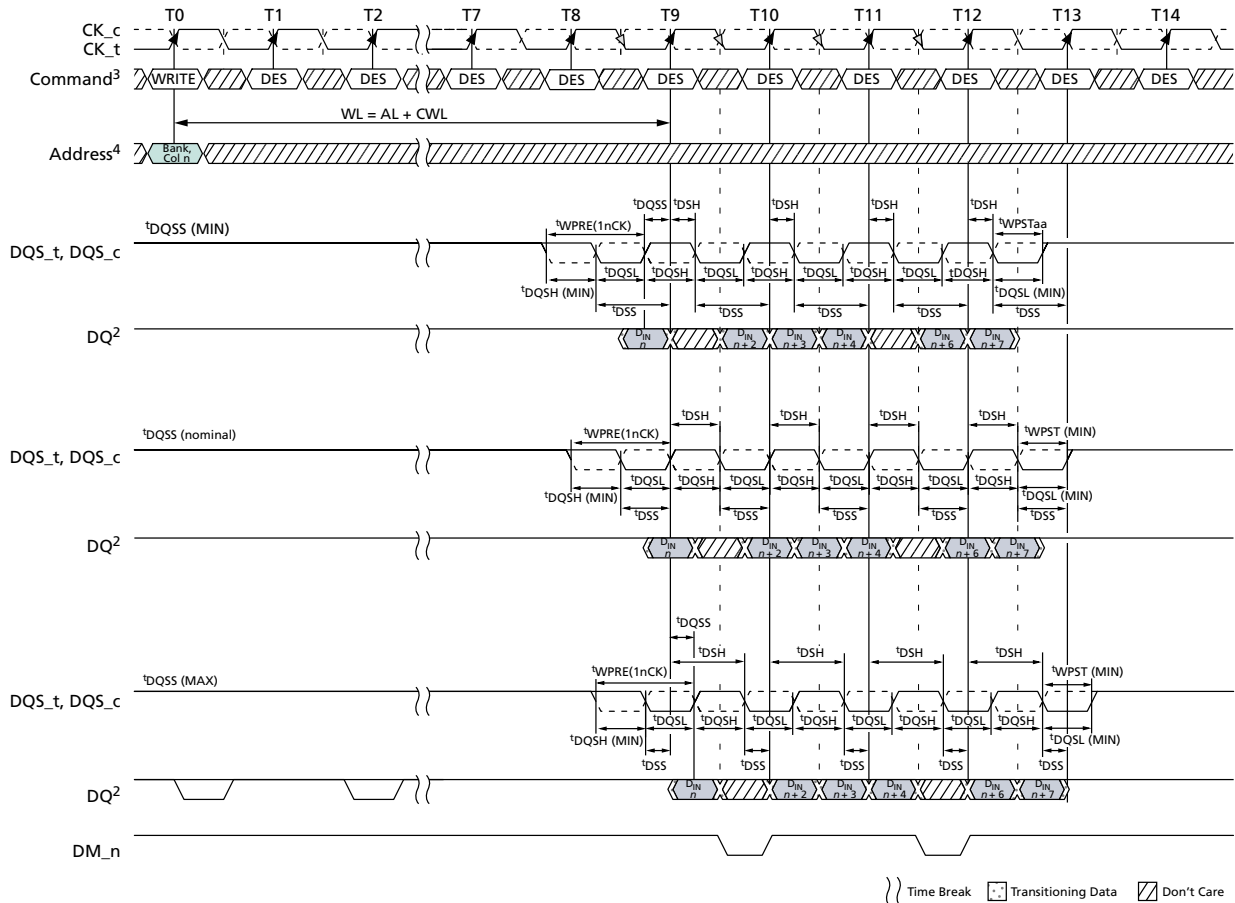 T0 T1 T2 T7 T8 T9 T10 T11 T12 T13 T14
CK_c
CK_t
Command3 WRITE DES DES DES DES DES DES DES DES DES DES
WL = AL + CWL
Address4 Bank, Col n
tDQSS (MIN) tWPRE(1nCK) tDQSS tDSH tDSH tDSH tDSH tWPSTaa
DQS_t, DQS_c
tDQSL tDQSH tDQSL tDQSH tDQSL tDQSH tDQSL tDQSH
tDQSH (MIN) tDQSL (MIN)
tDSS tDSS tDSS tDSS tDSS
DQ2 DIN n DIN n + 2 DIN n + 3 DIN n + 4 DIN n + 6 DIN n + 7
tDSH tDSH tDSH tDSH
tDQSS (nominal) tWPRE(1nCK) tWPST (MIN)
DQS_t, DQS_c
tDQSL tDQSH tDQSL tDQSH tDQSL tDQSH tDQSL tDQSH
tDQSH (MIN) tDQSL (MIN)
tDSS tDSS tDSS tDSS tDSS
DQ2 DIN n DIN n + 2 DIN n + 3 DIN n + 4 DIN n + 6 DIN n + 7
tDQSS
tDSH tDSH tDSH tDSH
tDQSS (MAX) tWPRE(1nCK) tWPST (MIN)
DQS_t, DQS_c
tDQSL tDQSH tDQSL tDQSH tDQSL tDQSH tDQSL tDQSH
tDQSH (MIN) tDQSL (MIN)
tDSS tDSS tDSS tDSS tDSS
DQ2 DIN n DIN n + 2 DIN n + 3 DIN n + 4 DIN n + 6 DIN n + 7
DM_n
Time Break Transitioning Data Don't Care